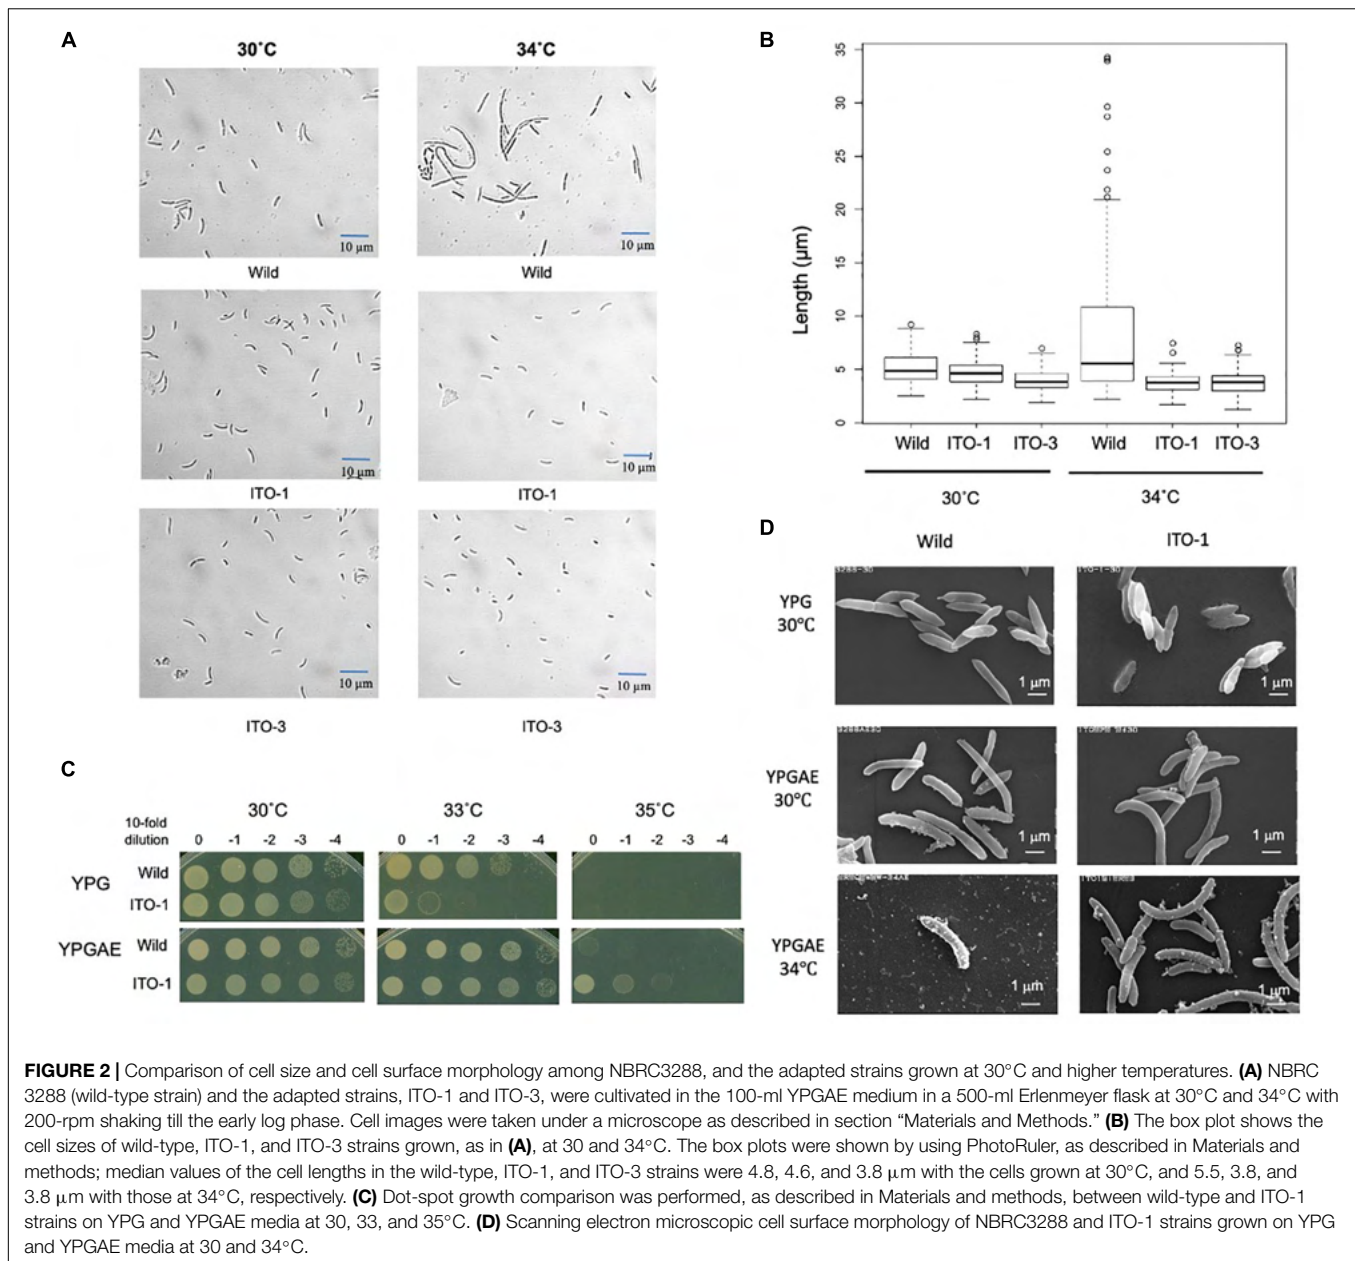 A
30°C
34°C
10 μm
10 μm
Wild
Wild
10 μm
10 μm
ITO-1
ITO-1
10 μm
10 μm
ITO-3
ITO-3
B
Length (μm)
35
30
25
20
15
10
5
0
Wild ITO-1 ITO-3 Wild ITO-1 ITO-3
30°C 34°C
C
30°C 33°C 35°C
10-fold
dilution
0 -1 -2 -3 -4 0 -1 -2 -3 -4 0 -1 -2 -3 -4
YPG
Wild
ITO-1
YPGAE
Wild
ITO-1
D
Wild ITO-1
YPG
30°C
3288-30
1 μm
ITO-1-30
1 μm
YPGAE
30°C
1 μm
1 μm
YPGAE
34°C
1 μm
1 μm
FIGURE 2 | Comparison of cell size and cell surface morphology among NBRC3288, and the adapted strains grown at 30°C and higher temperatures. (A) NBRC
3288 (wild-type strain) and the adapted strains, ITO-1 and ITO-3, were cultivated in the 100-ml YPGAE medium in a 500-ml Erlenmeyer flask at 30°C and 34°C with
200-rpm shaking till the early log phase. Cell images were taken under a microscope as described in section “Materials and Methods.” (B) The box plot shows the
cell sizes of wild-type, ITO-1, and ITO-3 strains grown, as in (A), at 30 and 34°C. The box plots were shown by using PhotoRuler, as described in Materials and
methods; median values of the cell lengths in the wild-type, ITO-1, and ITO-3 strains were 4.8, 4.6, and 3.8 μm with the cells grown at 30°C, and 5.5, 3.8, and
3.8 μm with those at 34°C, respectively. (C) Dot-spot growth comparison was performed, as described in Materials and methods, between wild-type and ITO-1
strains on YPG and YPGAE media at 30, 33, and 35°C. (D) Scanning electron microscopic cell surface morphology of NBRC3288 and ITO-1 strains grown on YPG
and YPGAE media at 30 and 34°C.